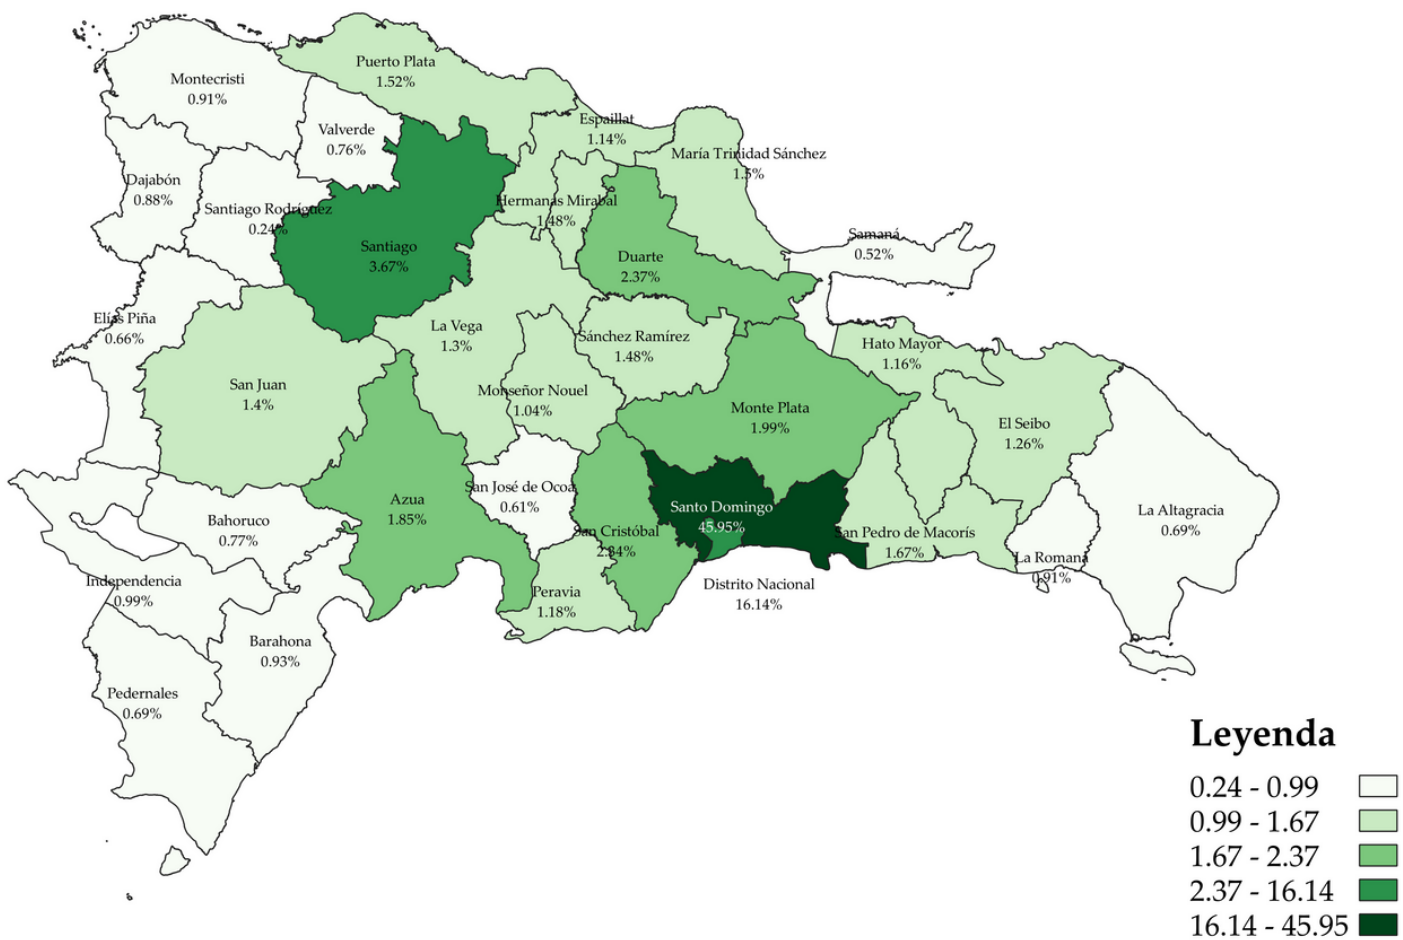 Puerto Plata
1.52%
Montecristi
0.91%
Valverde
0.76%
Espaillat
1.14%
María Trinidad Sánchez
1.5%
Dajabón
0.88%
Santiago Rodríguez
0.24%
Hermanas Mirabal
1.48%
Santiago
3.67%
Duarte
2.37%
Samaná
0.52%
Elías Piña
0.66%
La Vega
1.3%
Sánchez Ramírez
1.48%
Hato Mayor
1.16%
San Juan
1.4%
Monseñor Nouel
1.04%
Monte Plata
1.99%
El Seibo
1.26%
Azua
1.85%
San José de Ocoa
0.61%
Santo Domingo
45.95%
La Altagracia
0.69%
Bahoruco
0.77%
San Cristóbal
2.34%
San Pedro de Macorís
1.67%
La Romana
0.91%
Independencia
0.99%
Peravia
1.18%
Distrito Nacional
16.14%
Barahona
0.93%
Pedernales
0.69%
Leyenda
0.24 - 0.99
0.99 - 1.67
1.67 - 2.37
2.37 - 16.14
16.14 - 45.95